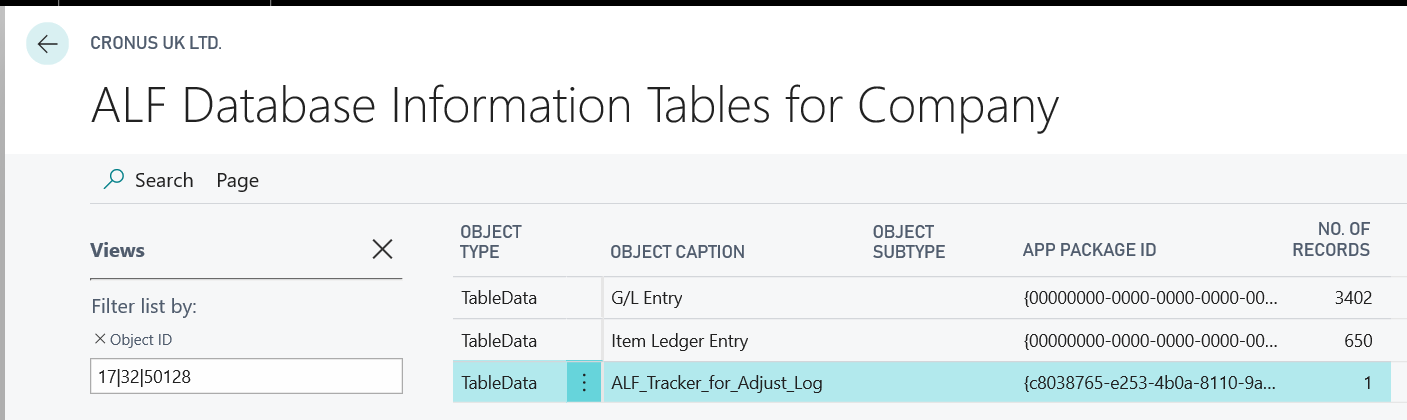 CRONUS UK LTD.
ALF Database Information Tables for Company
Search Page
Views
Filter list by:
Object ID
17|32|50128
OBJECT TYPE OBJECT CAPTION OBJECT SUBTYPE APP PACKAGE ID NO. OF RECORDS
TableData G/L Entry {00000000-0000-0000-0000-00... 3402
TableData Item Ledger Entry {00000000-0000-0000-0000-00... 650
TableData ALF_Tracker_for_Adjust_Log {c8038765-e253-4b0a-8110-9a... 1